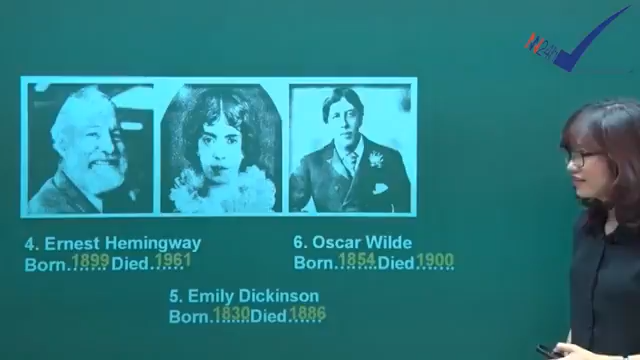 H24h
4. Ernest Hemingway
Born......1899 Died......1961
6. Oscar Wilde
Born......1854 Died......1900
5. Emily Dickinson
Born......1830 Died......1886